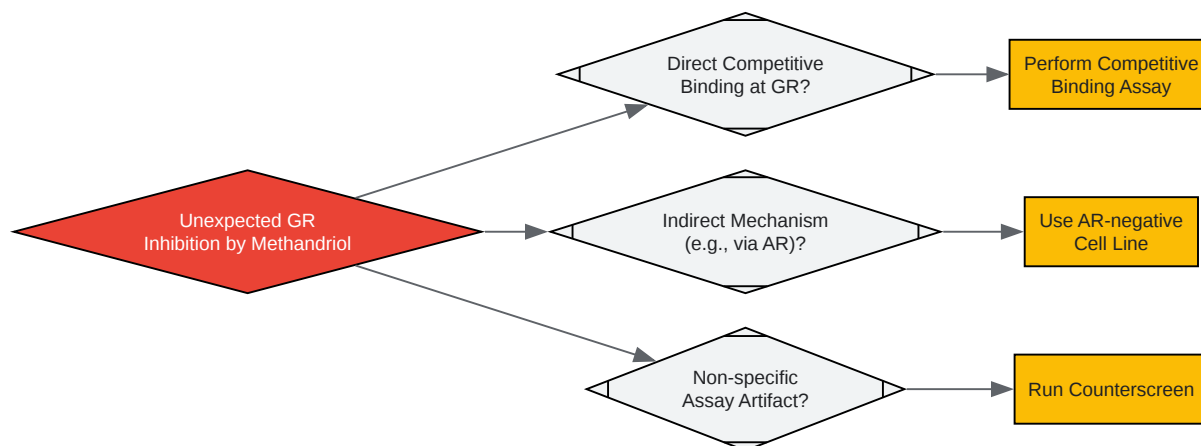 Direct Competitive
Binding at GR?
Perform Competitive
Binding Assay
Unexpected GR
Inhibition by Methandriol
Indirect Mechanism
(e.g., via AR)?
Use AR-negative
Cell Line
Non-specific
Assay Artifact?
Run Counterscreen